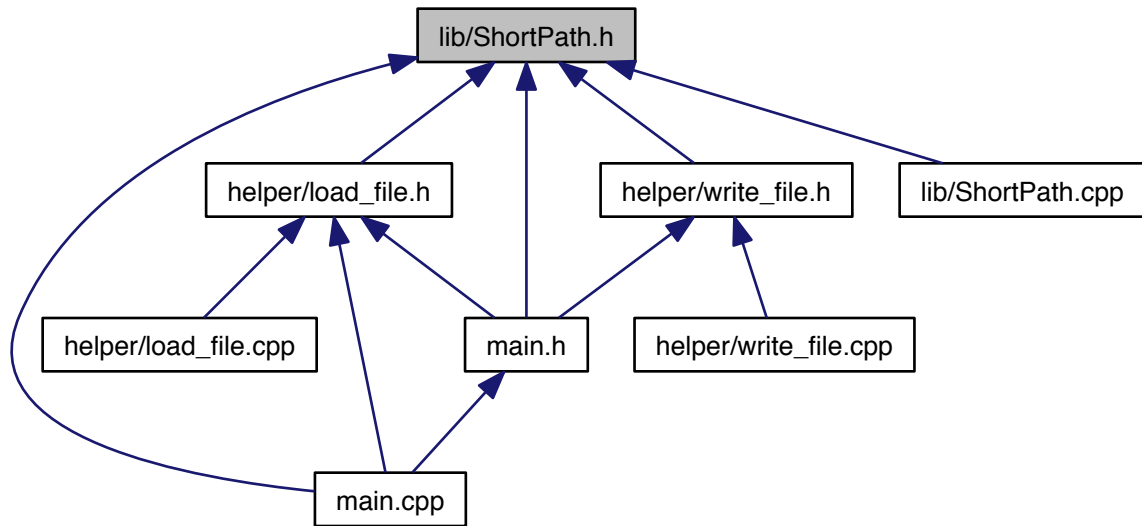 lib/ShortPath.h
helper/load_file.h
helper/write_file.h
lib/ShortPath.cpp
helper/load_file.cpp
main.h
helper/write_file.cpp
main.cpp